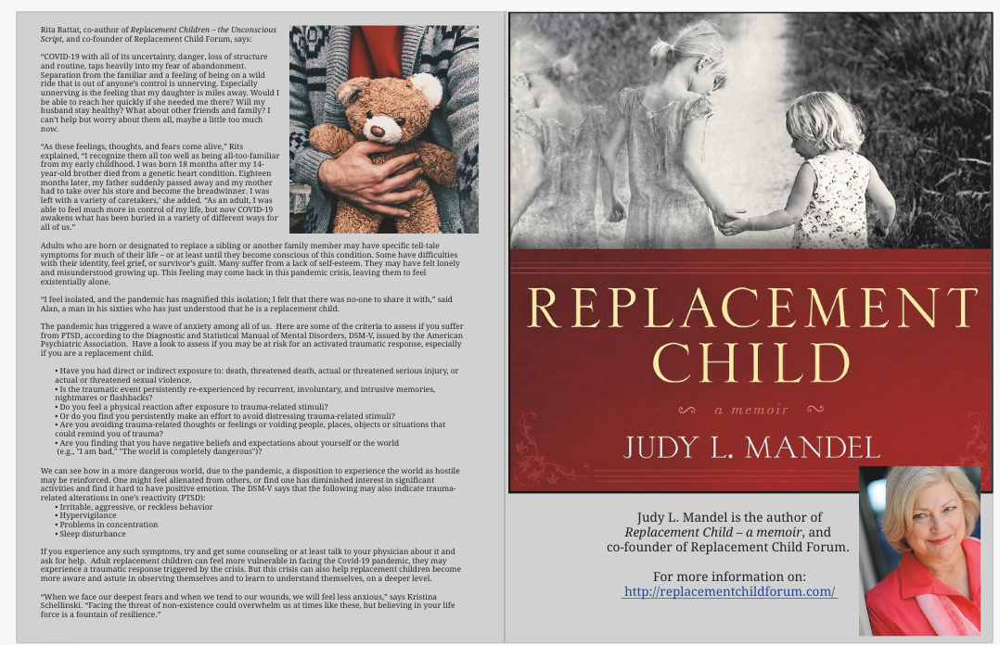 Rita Battat, co-author of Replacement Children – the Unconscious
Script, and co-founder of Replacement Child Forum, says:
“COVID-19 with all of its uncertainty, danger, loss of structure
and routine, taps heavily into my fear of abandonment.
Separation from the familiar and a feeling of being on a wild
ride that is out of anyone’s control is unnerving. Especially
unnerving is the feeling that my daughter is miles away. Would I
be able to reach her quickly if she needed me there? Will my
husband stay healthy? What about other friends and family? I
can’t help but worry about them all, maybe a little too much
now.
“As these feelings, thoughts, and fears come alive,” Rits
explained, “I recognize them all too well as being all-too-familiar
from my early childhood. I was born 18 months after my 14-
year-old brother died from a genetic heart condition. Eighteen
months later, my father suddenly passed away and my mother
had to take over his store and become the breadwinner. I was
left with a variety of caretakers,’ she added. “As an adult, I was
able to feel much more in control of my life, but now COVID-19
awakens what has been buried in a variety of different ways for
all of us.”
Adults who are born or designated to replace a sibling or another family member may have specific tell-tale
symptoms for much of their life – or at least until they become conscious of this condition. Some have difficulties
with their identity, feel grief, or survivor’s guilt. Many suffer from a lack of self-esteem. They may have felt lonely
and misunderstood growing up. This feeling may come back in this pandemic crisis, leaving them to feel
existentially alone.
“I feel isolated, and the pandemic has magnified this isolation; I felt that there was no-one to share it with,” said
Alan, a man in his sixties who has just understood that he is a replacement child.
The pandemic has triggered a wave of anxiety among all of us.  Here are some of the criteria to assess if you suffer
from PTSD, according to the Diagnostic and Statistical Manual of Mental Disorders, DSM-V, issued by the American
Psychiatric Association.  Have a look to assess if you may be at risk for an activated traumatic response, especially
if you are a replacement child.
• Have you had direct or indirect exposure to: death, threatened death, actual or threatened serious injury, or
actual or threatened sexual violence.
• Is the traumatic event persistently re-experienced by recurrent, involuntary, and intrusive memories,
nightmares or flashbacks?
• Do you feel a physical reaction after exposure to trauma-related stimuli?
• Or do you find you persistently make an effort to avoid distressing trauma-related stimuli?
• Are you avoiding trauma-related thoughts or feelings or voiding people, places, objects or situations that
could remind you of trauma?
• Are you finding that you have negative beliefs and expectations about yourself or the world
(e.g., "I am bad," "The world is completely dangerous")?
We can see how in a more dangerous world, due to the pandemic, a disposition to experience the world as hostile
may be reinforced. One might feel alienated from others, or find one has diminished interest in significant
activities and find it hard to have positive emotion. The DSM-V says that the following may also indicate trauma-
related alterations in one’s reactivity (PTSD):
• Irritable, aggressive, or reckless behavior
• Hypervigilance
• Problems in concentration
• Sleep disturbance
If you experience any such symptoms, try and get some counseling or at least talk to your physician about it and
ask for help.  Adult replacement children can feel more vulnerable in facing the Covid-19 pandemic, they may
experience a traumatic response triggered by the crisis. But this crisis can also help replacement children become
more aware and astute in observing themselves and to learn to understand themselves, on a deeper level.
“When we face our deepest fears and when we tend to our wounds, we will feel less anxious,” says Kristina
Schellinski. “Facing the threat of non-existence could overwhelm us at times like these, but believing in your life
force is a fountain of resilience.”
REPLACEMENT
CHILD
a memoir
JUDY L. MANDEL
Judy L. Mandel is the author of
Replacement Child – a memoir, and
co-founder of Replacement Child Forum.
For more information on:
http://replacementchildforum.com/